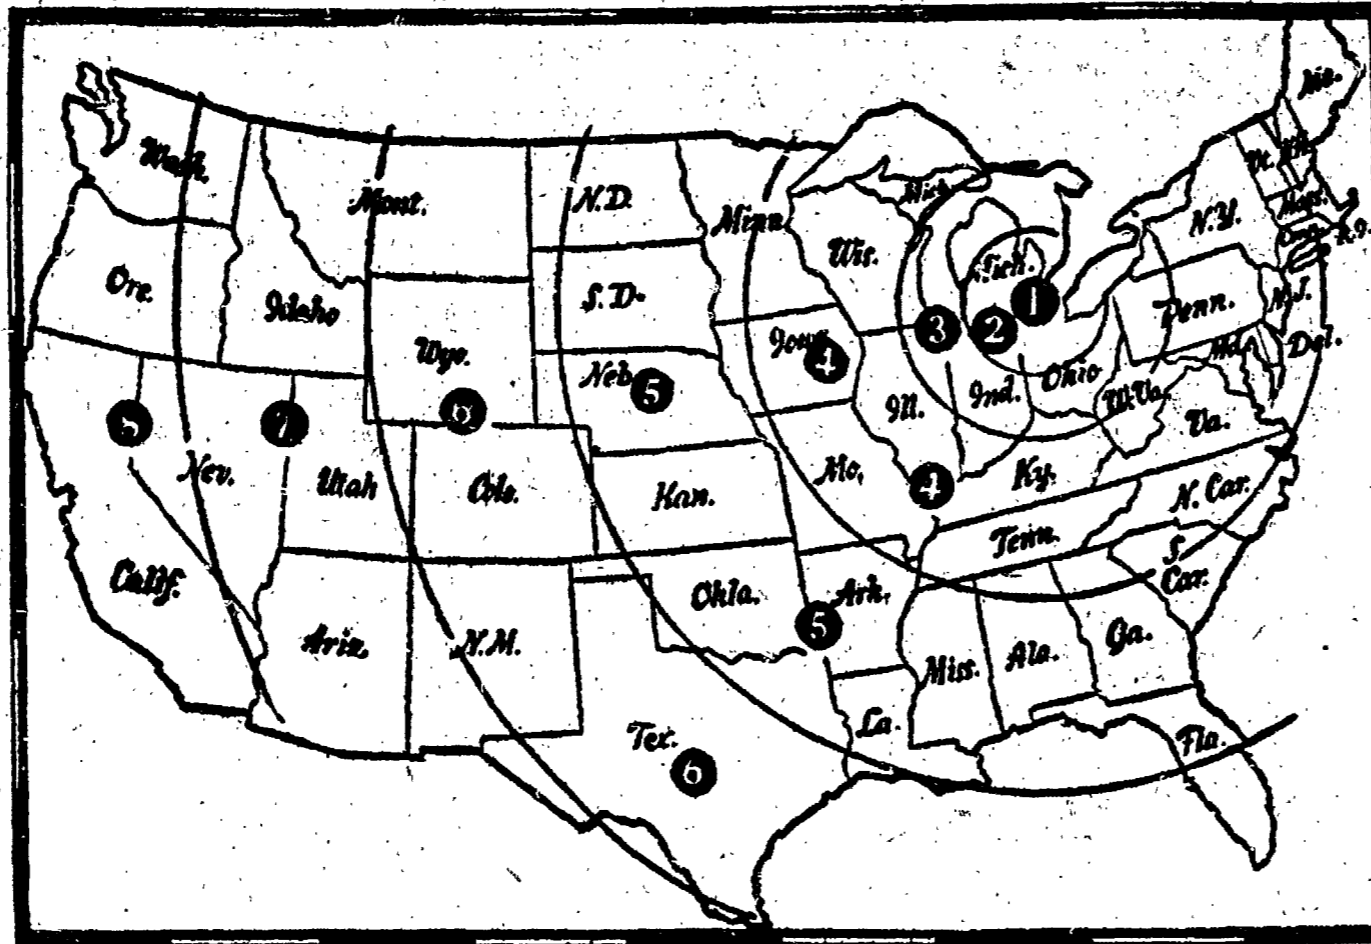 Wash.
Mont.
N.D.
Minn.
Mich.
Me.
Vt.
N.H.
Mass.
N.Y.
R.I.
Ore.
Idaho
Wyo.
S.D.
Wis.
Mich.
1
2
3
Penn.
N.J.
Del.
Md.
Iowa
4
Neb.
5
Ill.
Ind.
Ohio
W.Va.
Va.
7
Nev.
Utah
Colo.
Kan.
Mo.
4
Ky.
N. Car.
Tenn.
S.
Car.
Calif.
Ariz.
N.M.
Okla.
Ark.
5
Miss.
Ala.
Ga.
La.
Fla.
Tex.
6